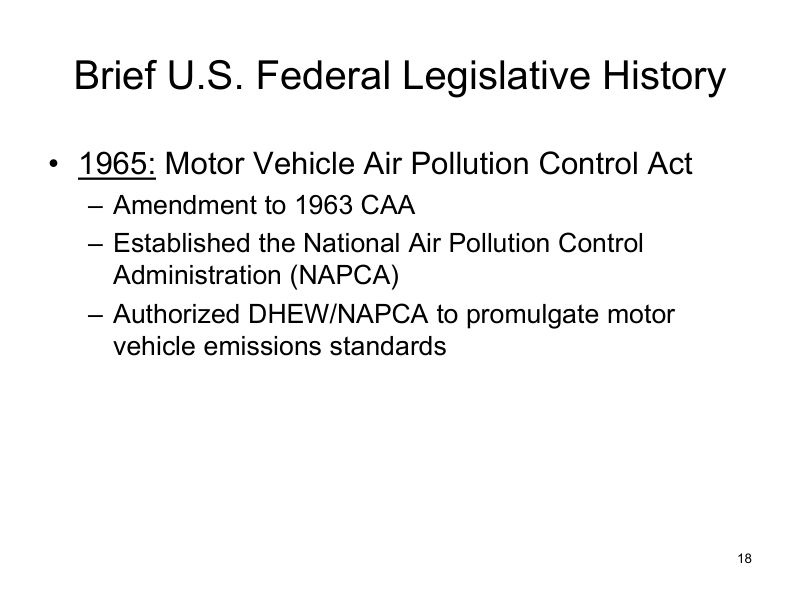 Brief U.S. Federal Legislative History
• 1965: Motor Vehicle Air Pollution Control Act
– Amendment to 1963 CAA
– Established the National Air Pollution Control
Administration (NAPCA)
– Authorized DHEW/NAPCA to promulgate motor
vehicle emissions standards
18